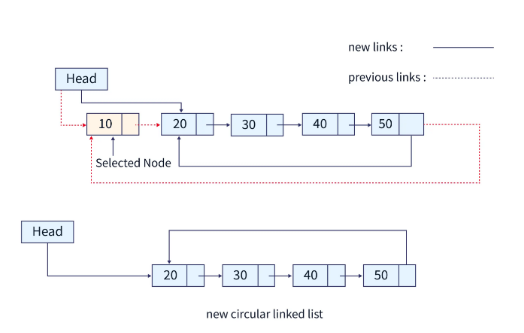 new links :
Head
previous links :
10 20 30 40 50
Selected Node
Head
20 30 40 50
new circular linked list